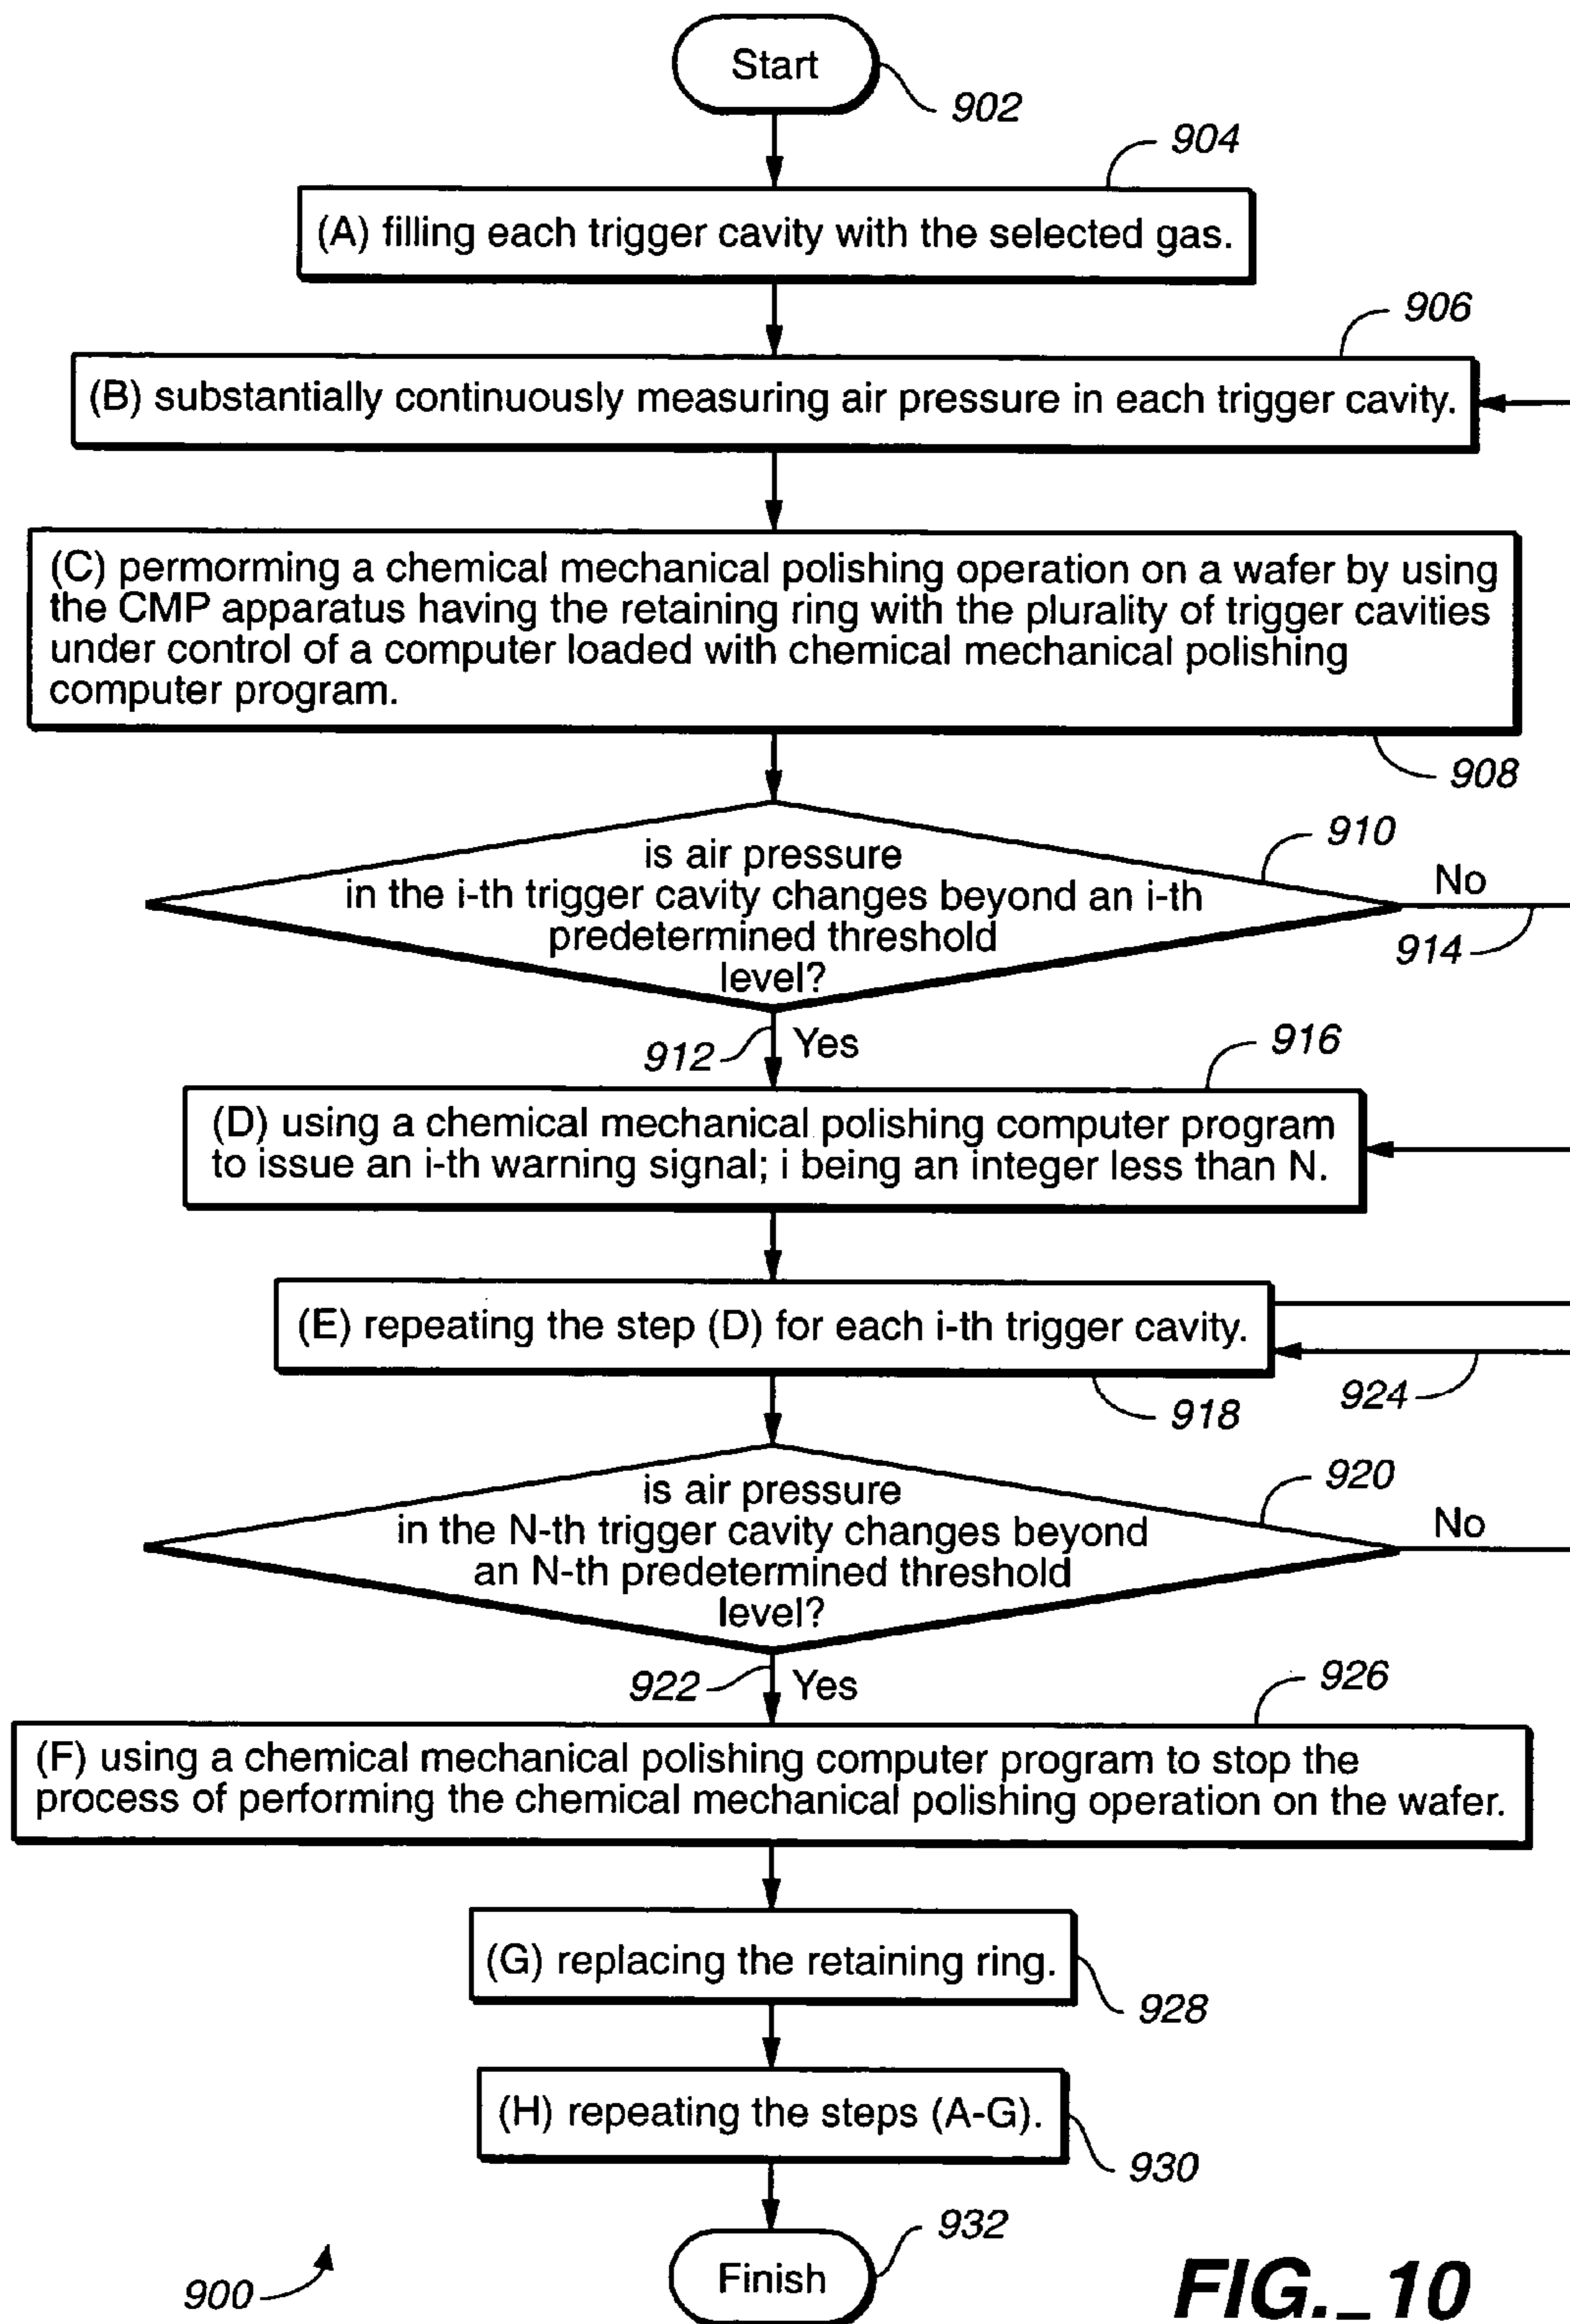 Start
902
904
(A) filling each trigger cavity with the selected gas.
906
(B) substantially continuously measuring air pressure in each trigger cavity.
(C) permorming a chemical mechanical polishing operation on a wafer by using
the CMP apparatus having the retaining ring with the plurality of trigger cavities
under control of a computer loaded with chemical mechanical polishing
computer program.
908
910
is air pressure
in the i-th trigger cavity changes beyond an i-th
predetermined threshold
level?
No
914
912
Yes
916
(D) using a chemical mechanical polishing computer program
to issue an i-th warning signal; i being an integer less than N.
(E) repeating the step (D) for each i-th trigger cavity.
924
918
920
is air pressure
in the N-th trigger cavity changes beyond
an N-th predetermined threshold
level?
No
922
Yes
926
(F) using a chemical mechanical polishing computer program to stop the
process of performing the chemical mechanical polishing operation on the wafer.
(G) replacing the retaining ring.
928
(H) repeating the steps (A-G).
930
932
Finish
900
FIG._10